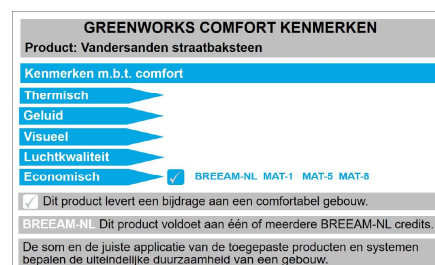 GREENWORKS COMFORT KENMERKEN
Product: Vandersanden straatbaksteen
Kenmerken m.b.t. comfort
Thermisch
Geluid
Visueel
Luchtkwaliteit
Economisch BREEAM-NL MAT-1 MAT-5 MAT-8
Dit product levert een bijdrage aan een comfortabel gebouw.
BREEAM-NL Dit product voldoet aan één of meerdere BREEAM-NL credits.
De som en de juiste applicatie van de toegepaste producten en systemen
bepalen de uiteindelijke duurzaamheid van een gebouw.